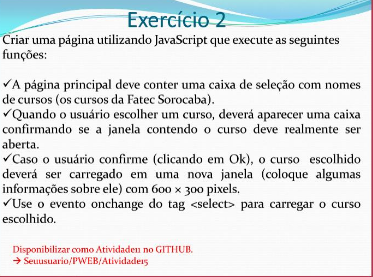 Exercício 2
Criar uma página utilizando JavaScript que execute as seguintes
funções:
✓A página principal deve conter uma caixa de seleção com nomes
de cursos (os cursos da Fatec Sorocaba).
✓Quando o usuário escolher um curso, deverá aparecer uma caixa
confirmando se a janela contendo o curso deve realmente ser
aberta.
✓Caso o usuário confirme (clicando em Ok), o curso escolhido
deverá ser carregado em uma nova janela (coloque algumas
informações sobre ele) com 600 × 300 pixels.
✓Use o evento onchange do tag <select> para carregar o curso
escolhido.
Disponibilizar como Atividade11 no GITHUB.
→ Seuusuario/PWEB/Atividade15